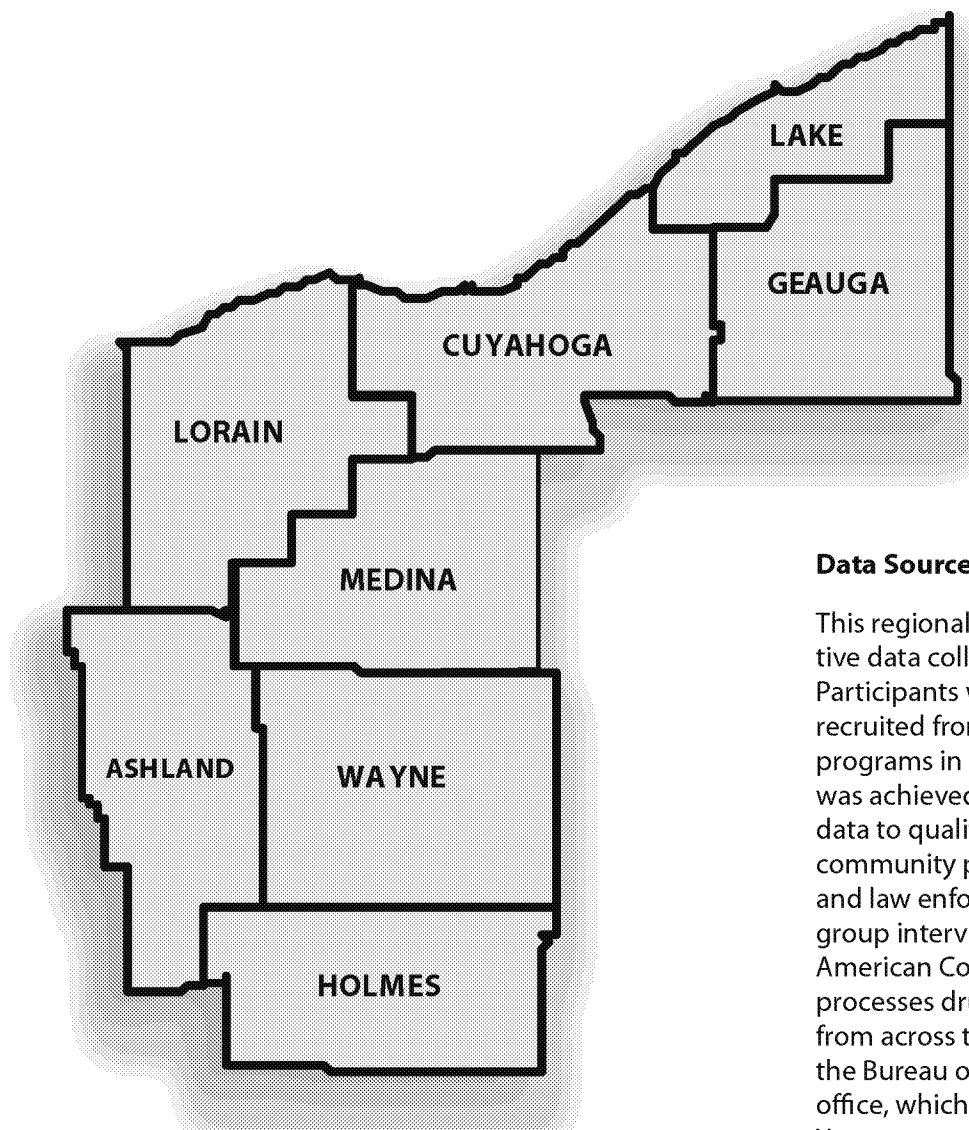 LAKE
GEAUGA
CUYAHOGA
LORAIN
MEDINA
ASHLAND
WAYNE
HOLMES
Data Source
This regional
tive data coll
Participants
recruited fro
programs in
was achieved
data to quali
community p
and law enfo
group interv
American Co
processes dr
from across t
the Bureau o
office, which